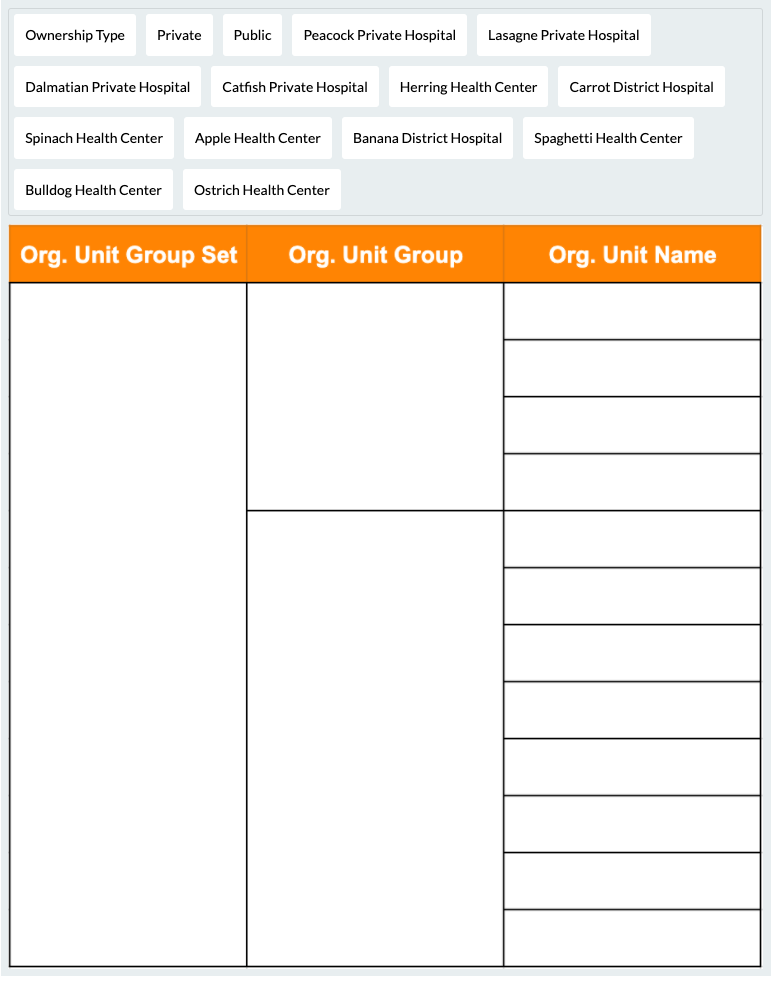 Ownership Type Private Public Peacock Private Hospital Lasagne Private Hospital
Dalmatian Private Hospital Catfish Private Hospital Herring Health Center Carrot District Hospital
Spinach Health Center Apple Health Center Banana District Hospital Spaghetti Health Center
Bulldog Health Center Ostrich Health Center
Org. Unit Group Set Org. Unit Group Org. Unit Name